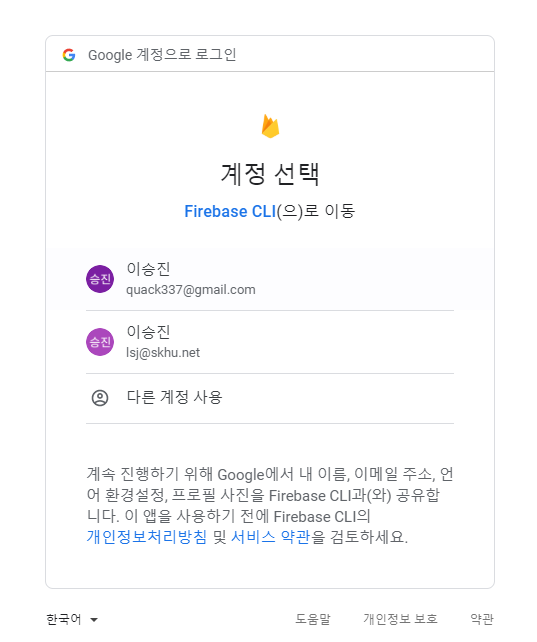 Google 계정으로 로그인
계정 선택
Firebase CLI(으)로 이동
승진
이승진
quack337@gmail.com
승진
이승진
lsj@skhu.net
다른 계정 사용
계속 진행하기 위해 Google에서 내 이름, 이메일 주소, 언
어 환경설정, 프로필 사진을 Firebase CLI과(와) 공유합
니다. 이 앱을 사용하기 전에 Firebase CLI의
개인정보처리방침 및 서비스 약관을 검토하세요.
한국어 도움말 개인정보 보호 약관